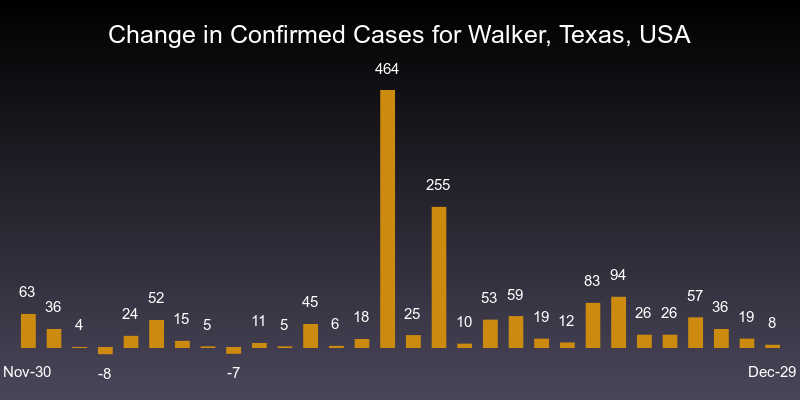 Change in Confirmed Cases for Walker, Texas, USA
464
255
63 36 4 24 52 15 5 11 5 45 6 18 25 10 53 59 19 12 83 94 26 26 57 36 19 8
Nov-30 -8 -7 Dec-29